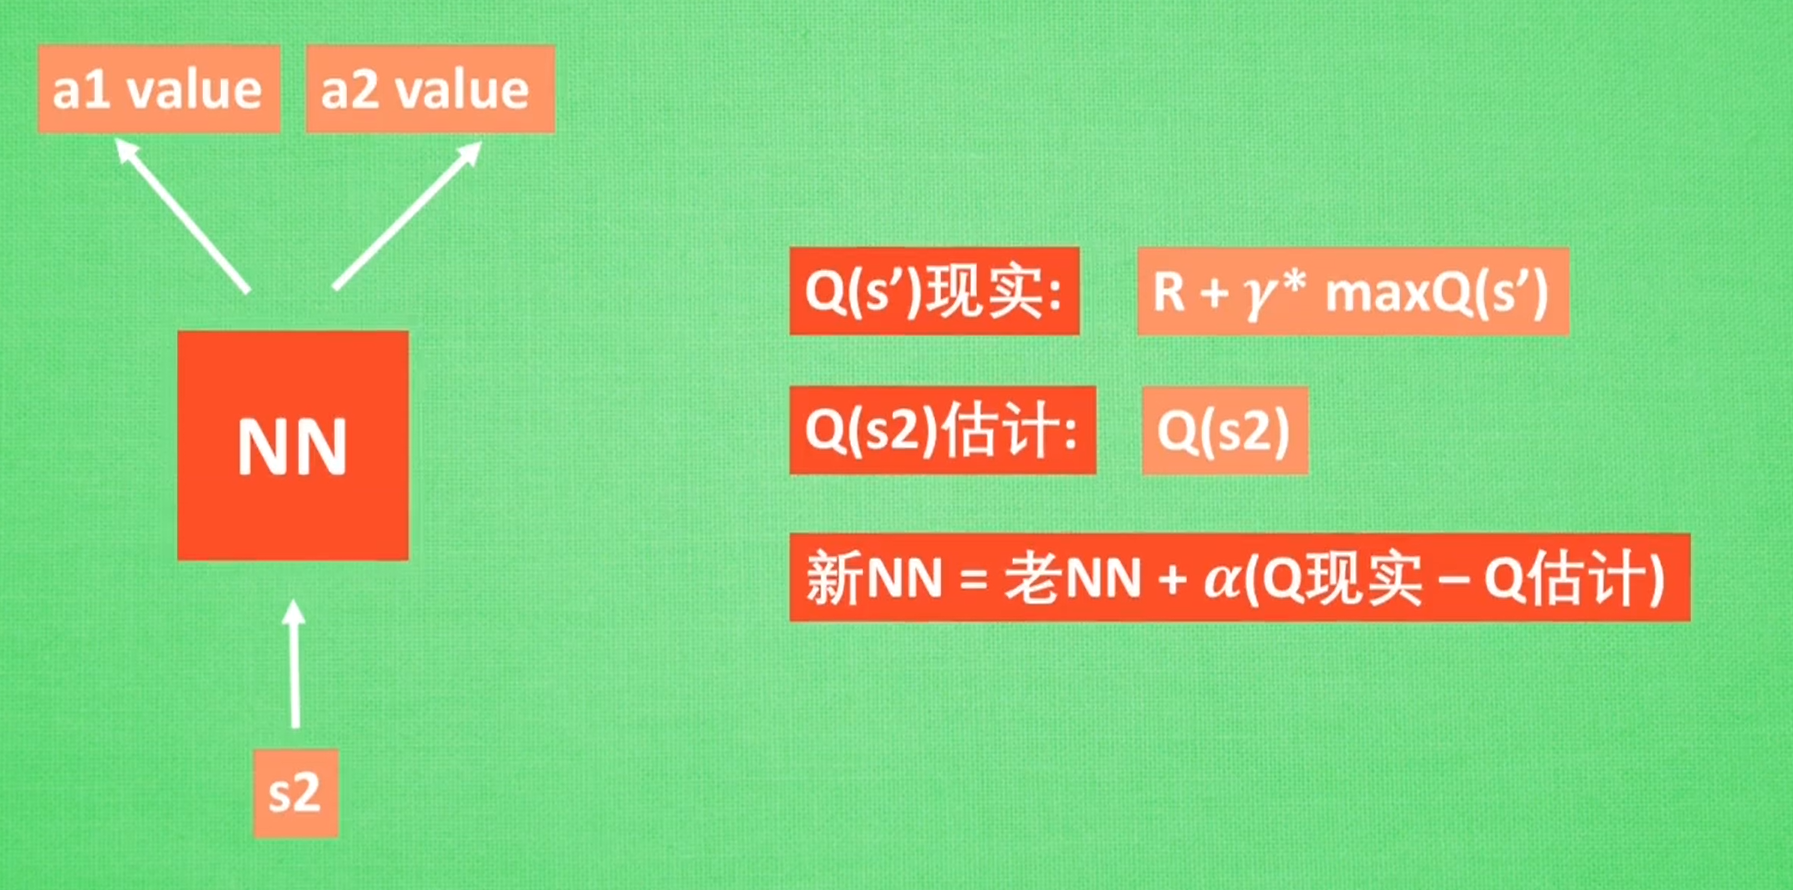 a1 value
a2 value
NN
s2
Q(s’)现实: R + γ* maxQ(s’)
Q(s2)估计: Q(s2)
新NN = 老NN + α(Q现实 – Q估计)